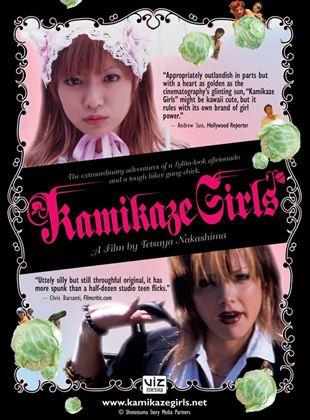 "Appropriately outlandish in parts but
with a heart as golden as the
cinematography's glinting sun, "Kamikaze
Girls" might be kawaii cute, but it
rules with its own brand of girl
power."
— Andrew Sun, Hollywood Reporter
The extraordinary adventures of a Lolita-look aficionado
and a tough biker gang chick.
Kamikaze Girls
A Film by Tetsuya Nakashima
"Uttely silly but still throughful original, it has
more spunk than a half-dozen studio teen flicks."
— Chris Barsanti, Filmcritic.com
viz
media
www.kamikazegirls.net
© Shimotsuma Story Media Partners